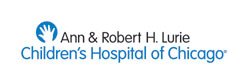 Ann & Robert H. Lurie
Children's Hospital of Chicago®